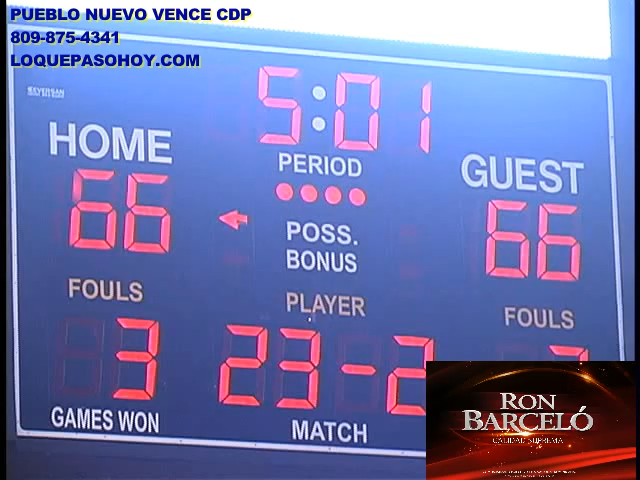 PUEBLO NUEVO VENCE CDP
809-875-4341
LOQUEPASOHOY.COM
5:01
HOME
PERIOD
GUEST
66
66
POSS.
BONUS
FOULS
PLAYER
FOULS
3
23-2
GAMES WON
MATCH
RON
BARCELÓ
CALIDAD SUPREMA